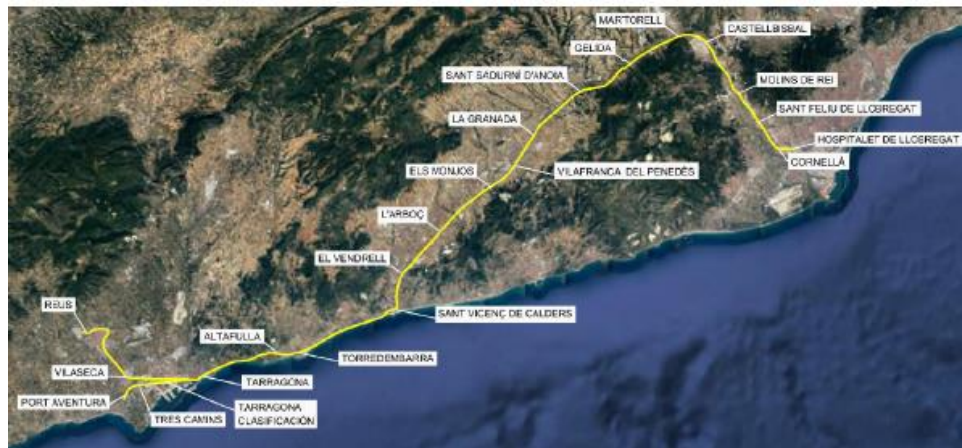 MARTORELL
CASTELLBISBAL
GELIDA
SANT SADURNÍ D'ANOIA
MOLINS DE REI
SANT FELIU DE LLOBREGAT
LA GRANADA
HOSPITALET DE LLOBREGAT
CORNELLÀ
ELS MONJOS
VILAFRANCA DEL PENEDÈS
L'ARBOÇ
EL VENDRELL
REUS
SANT VICENÇ DE CALDERS
ALTAFULLA
TORREDEMBARRA
VILASECA
TARRAGONA
PORT AVENTURA
TRES CAMINS
TARRAGONA
CLASIFICACIÓN